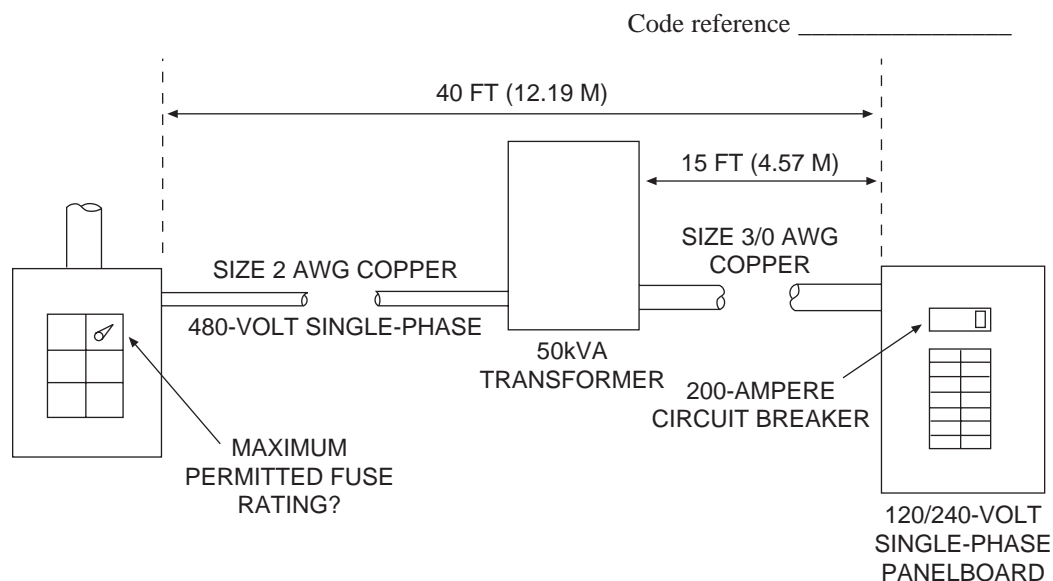 Code reference ________________
40 FT (12.19 M)
15 FT (4.57 M)
SIZE 2 AWG COPPER
480-VOLT SINGLE-PHASE
SIZE 3/0 AWG
COPPER
50kVA
TRANSFORMER
200-AMPERE
CIRCUIT BREAKER
MAXIMUM
PERMITTED FUSE
RATING?
120/240-VOLT
SINGLE-PHASE
PANELBOARD